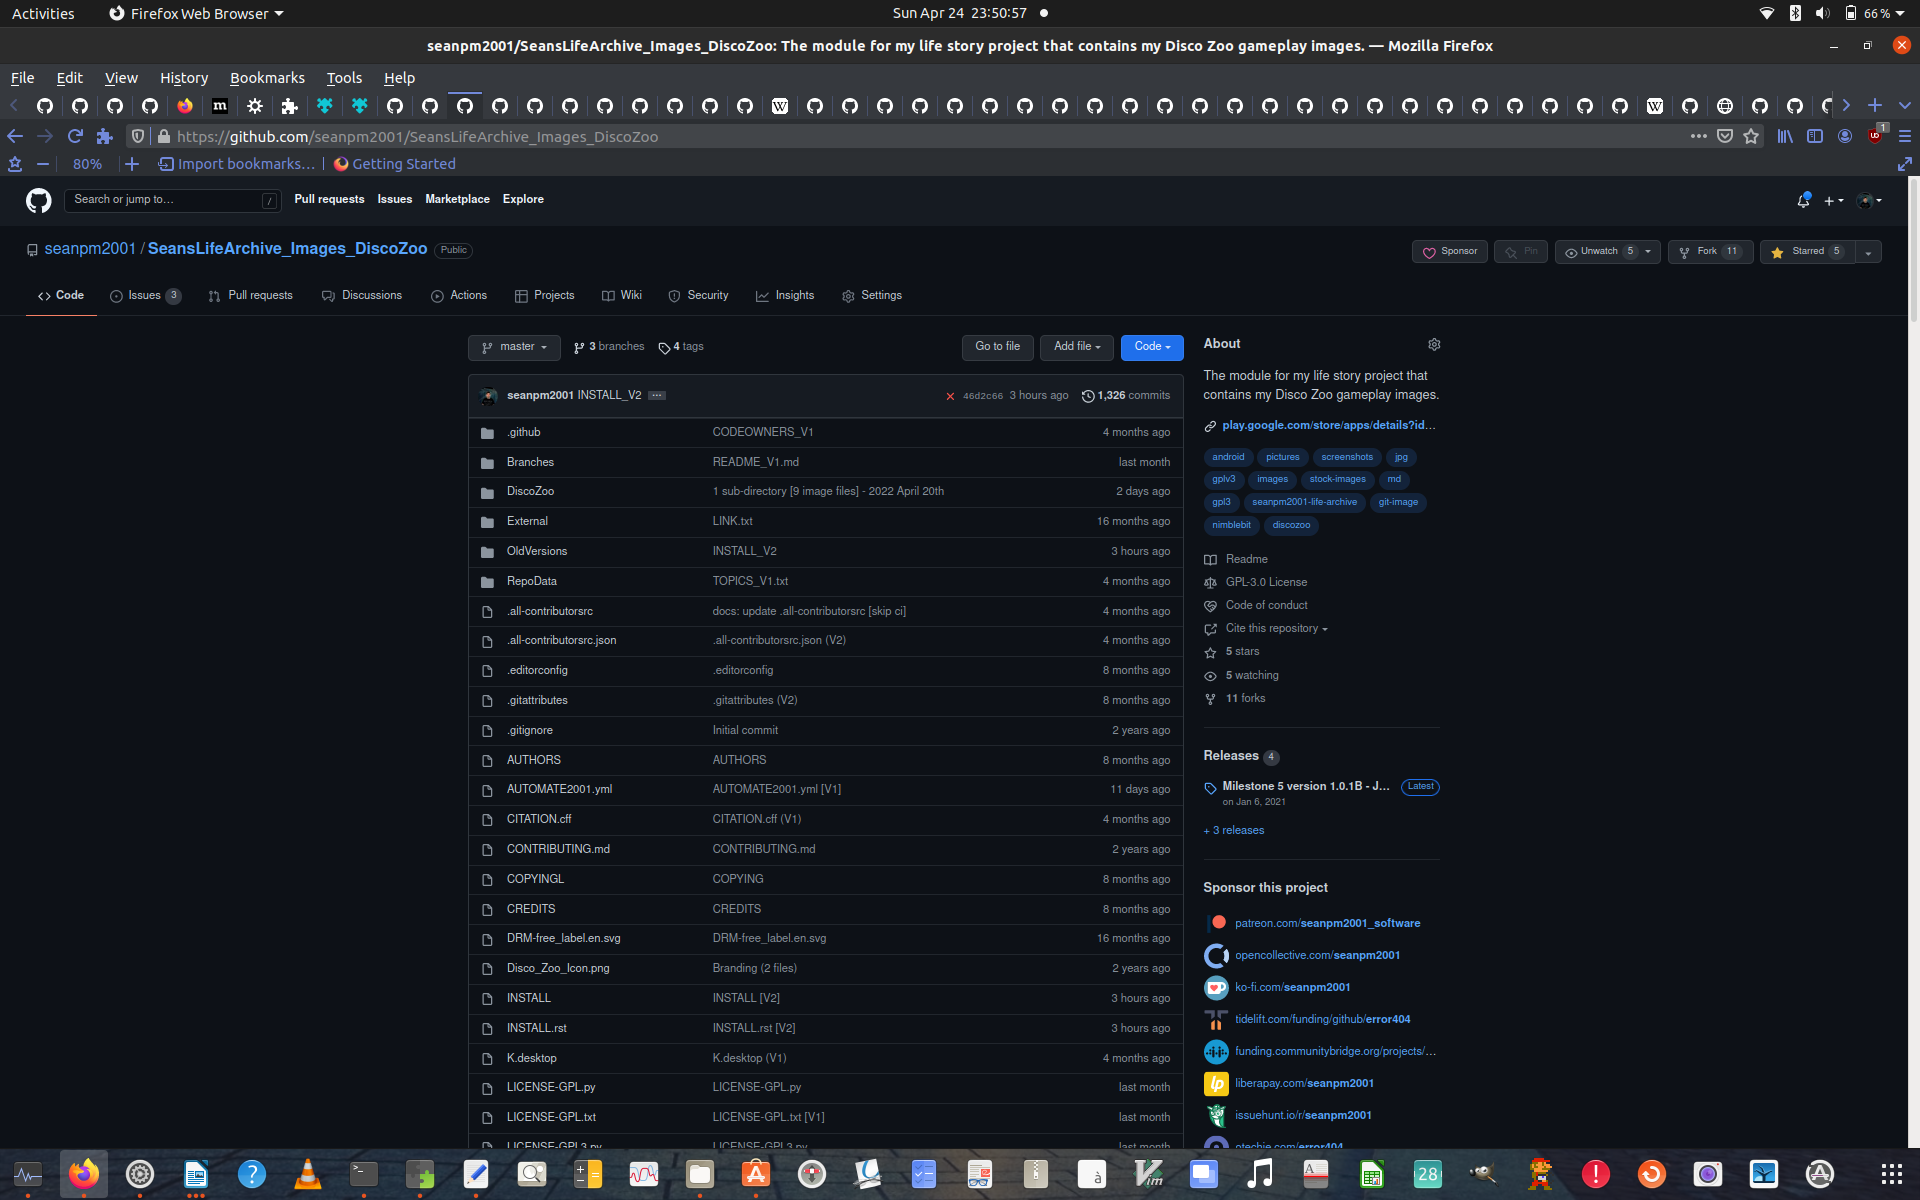 Activities
Firefox Web Browser
Sun Apr 24 23:50:57
66 %
seanpm2001/SeansLifeArchive_Images_DiscoZoo: The module for my life story project that contains my Disco Zoo gameplay images. — Mozilla Firefox
File Edit View History Bookmarks Tools Help
https://github.com/seanpm2001/SeansLifeArchive_Images_DiscoZoo
1
80%
Import bookmarks...
Getting Started
Search or jump to...
/
Pull requests Issues Marketplace Explore
seanpm2001 / SeansLifeArchive_Images_DiscoZoo Public
Sponsor
Pin
Unwatch 5
Fork 11
Starred 5
Code
Issues 3
Pull requests
Discussions
Actions
Projects
Wiki
Security
Insights
Settings
master
3 branches
4 tags
Go to file
Add file
Code
seanpm2001 INSTALL_V2 ... 46d2c66 3 hours ago 1,326 commits
.github CODEOWNERS_V1 4 months ago
Branches README_V1.md last month
DiscoZoo 1 sub-directory [9 image files] - 2022 April 20th 2 days ago
External LINK.txt 16 months ago
OldVersions INSTALL_V2 3 hours ago
RepoData TOPICS_V1.txt 4 months ago
.all-contributorsrc docs: update .all-contributorsrc [skip ci] 4 months ago
.all-contributorsrc.json .all-contributorsrc.json (V2) 4 months ago
.editorconfig .editorconfig 8 months ago
.gitattributes .gitattributes (V2) 8 months ago
.gitignore Initial commit 2 years ago
AUTHORS AUTHORS 8 months ago
AUTOMATE2001.yml AUTOMATE2001.yml [V1] 11 days ago
CITATION.cff CITATION.cff (V1) 4 months ago
CONTRIBUTING.md CONTRIBUTING.md 2 years ago
COPYINGL COPYING 8 months ago
CREDITS CREDITS 8 months ago
DRM-free_label.en.svg DRM-free_label.en.svg 16 months ago
Disco_Zoo_Icon.png Branding (2 files) 2 years ago
INSTALL INSTALL [V2] 3 hours ago
INSTALL.rst INSTALL.rst [V2] 3 hours ago
K.desktop K.desktop (V1) 4 months ago
LICENSE-GPL.py LICENSE-GPL.py last month
LICENSE-GPL.txt LICENSE-GPL.txt [V1] last month
LICENSE-GPL3.py LICENSE-GPL3.py last month
About
The module for my life story project that
contains my Disco Zoo gameplay images.
play.google.com/store/apps/details?id...
android pictures screenshots jpg
gplv3 images stock-images md
gpl3 seanpm2001-life-archive git-image
nimblebit discozoo
Readme
GPL-3.0 License
Code of conduct
Cite this repository
5 stars
5 watching
11 forks
Releases 4
Milestone 5 version 1.0.1B - J... Latest
on Jan 6, 2021
+ 3 releases
Sponsor this project
patreon.com/seanpm2001_software
opencollective.com/seanpm2001
ko-fi.com/seanpm2001
tidelift.com/funding/github/error404
funding.communitybridge.org/projects/...
liberapay.com/seanpm2001
issuehunt.io/r/seanpm2001
otechie.com/error404
28